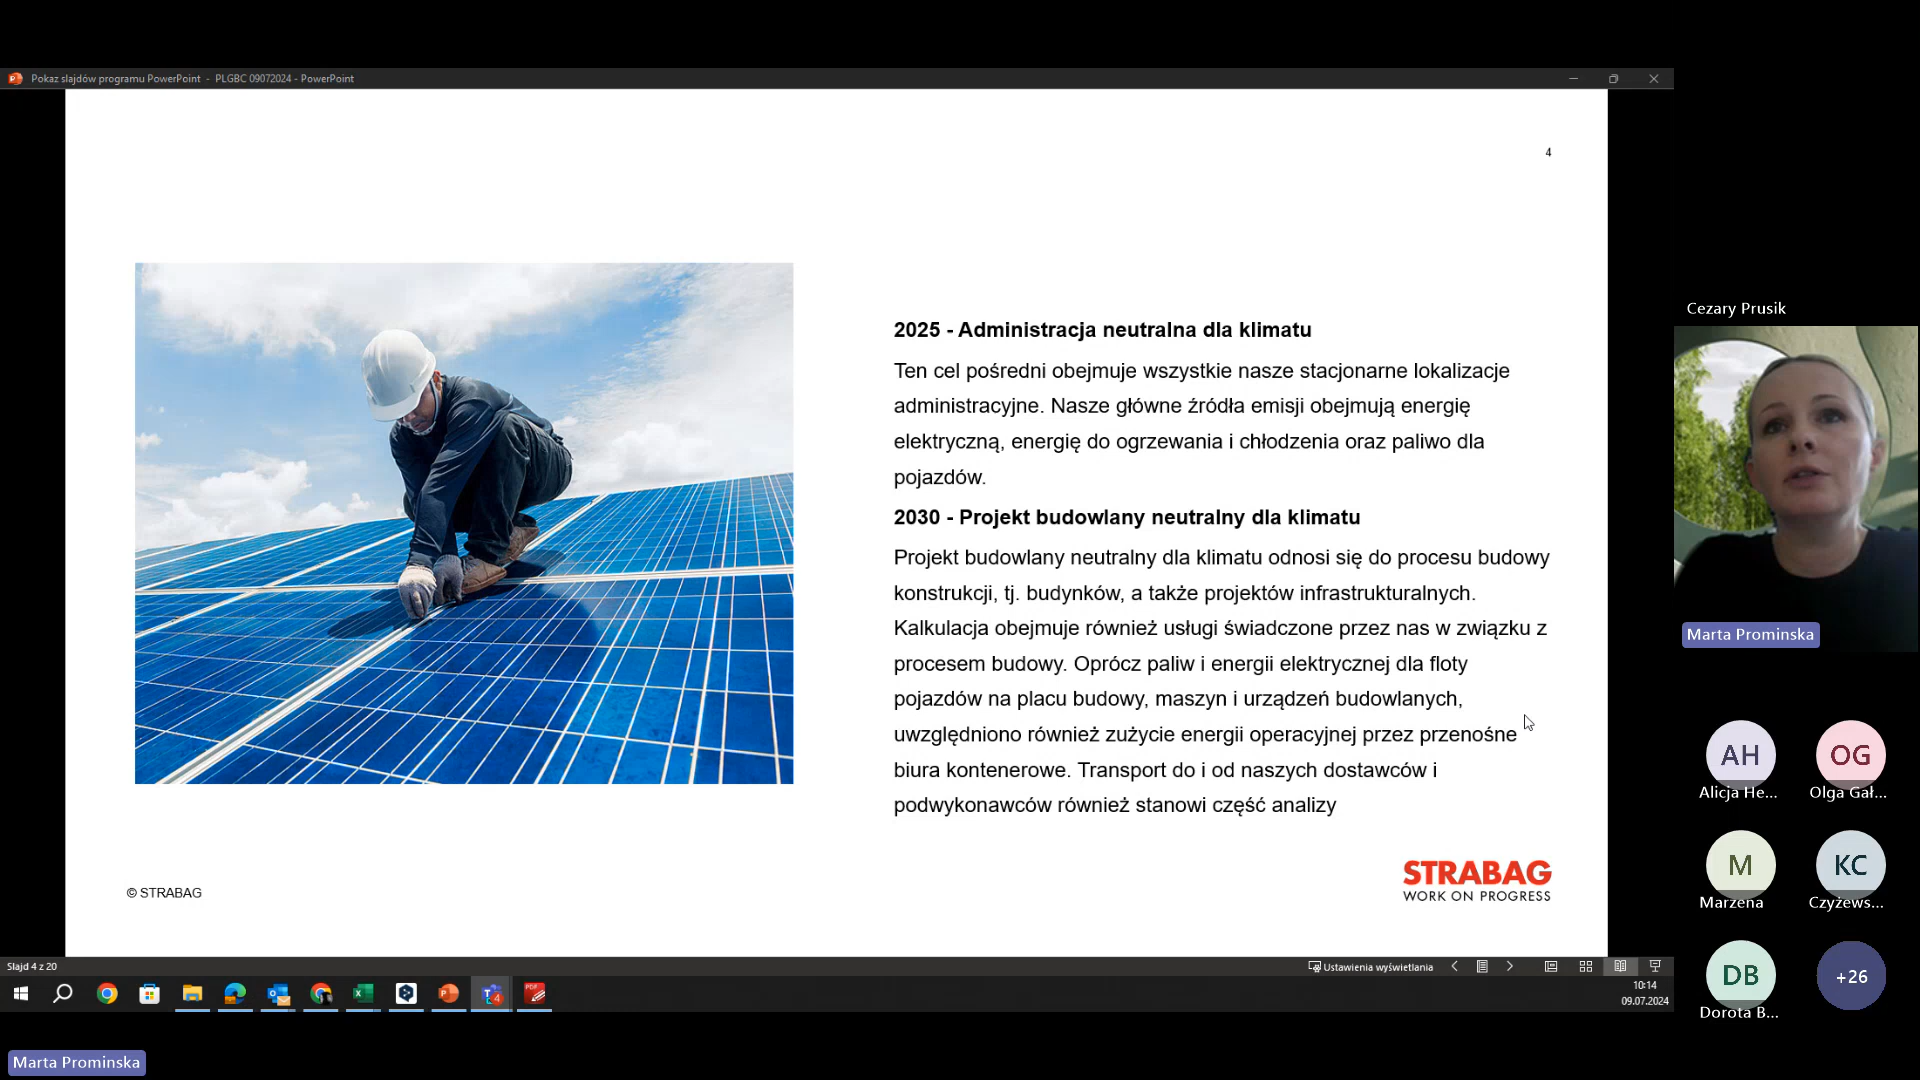 Pokaz slajdów programu PowerPoint - PLGBC 09072024 - PowerPoint
4
2025 - Administracja neutralna dla klimatu
Ten cel pośredni obejmuje wszystkie nasze stacjonarne lokalizacje
administracyjne. Nasze główne źródła emisji obejmują energię
elektryczną, energię do ogrzewania i chłodzenia oraz paliwo dla
pojazdów.
2030 - Projekt budowlany neutralny dla klimatu
Projekt budowlany neutralny dla klimatu odnosi się do procesu budowy
konstrukcji, tj. budynków, a także projektów infrastrukturalnych.
Kalkulacja obejmuje również usługi świadczone przez nas w związku z
procesem budowy. Oprócz paliw i energii elektrycznej dla floty
pojazdów na placu budowy, maszyn i urządzeń budowlanych,
uwzględniono również zużycie energii operacyjnej przez przenośne
biura kontenerowe. Transport do i od naszych dostawców i
podwykonawców również stanowi część analizy
© STRABAG
STRABAG
WORK ON PROGRESS
Slajd 4 z 20
Ustawienia wyświetlania
10:14
09.07.2024
Cezary Prusik
Marta Prominska
AH
Alicja He...
OG
Olga Gał...
M
Marzena
KC
Czyżews...
DB
Dorota B...
+26
Marta Prominska